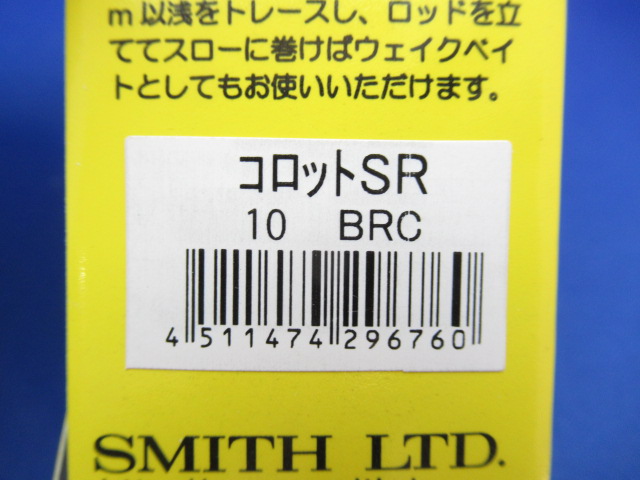 m以浅をトレースし、ロッドを立
ててスローに巻けばウェイクベイ
トとしてもお使いいただけます。
コロットSR
10 BRC
4 511474 296760
SMITH LTD.